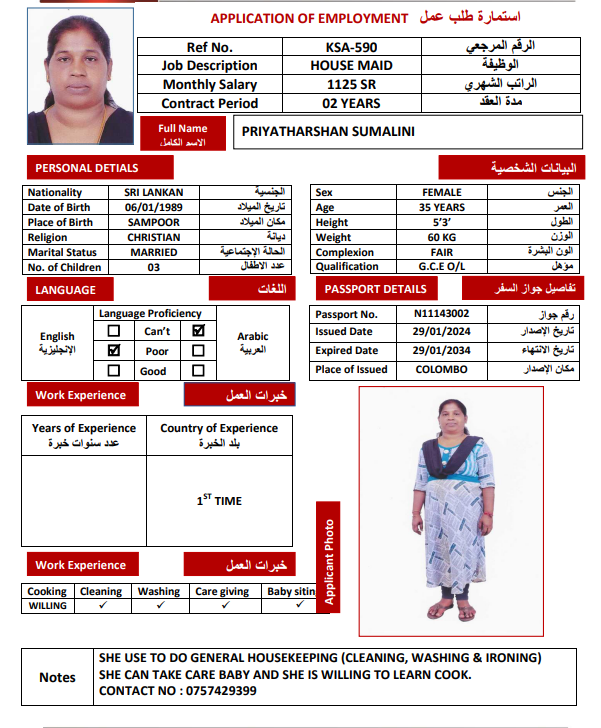 APPLICATION OF EMPLOYMENT استمارة طلب عمل
Ref No. KSA-590 الرقم المرجعي
Job Description HOUSE MAID الوظيفة
Monthly Salary 1125 SR الراتب الشهري
Contract Period 02 YEARS مدة العقد
Full Name PRIYATHARSHAN SUMALINI
الاسم الكامل
PERSONAL DETIALS البيانات الشخصية
Nationality SRI LANKAN الجنسية Sex FEMALE الجنس
Date of Birth 06/01/1989 تاريخ الميلاد Age 35 YEARS العمر
Place of Birth SAMPOOR مكان الميلاد Height 5'3' الطول
Religion CHRISTIAN ديانة Weight 60 KG الوزن
Marital Status MARRIED الحالة الإجتماعية Complexion FAIR الون البشرة
No. of Children 03 عدد الاطفال Qualification G.C.E O/L مؤهل
LANGUAGE اللغات PASSPORT DETAILS تفاصيل جواز السفر
Language Proficiency Passport No. N11143002 رقم جواز
English Can't Arabic Issued Date 29/01/2024 تاريخ الإصدار
الإنجليزية Poor العربية Expired Date 29/01/2034 تاريخ الانتهاء
Good Place of Issued COLOMBO مكان الإصدار
Work Experience خبرات العمل
Years of Experience Country of Experience
عدد سنوات خبرة بلد الخبرة
1ST TIME
Applicant Photo
Work Experience خبرات العمل
Cooking Cleaning Washing Care giving Baby siting
WILLING ✓ ✓ ✓ ✓
Notes
SHE USE TO DO GENERAL HOUSEKEEPING (CLEANING, WASHING & IRONING)
SHE CAN TAKE CARE BABY AND SHE IS WILLING TO LEARN COOK.
CONTACT NO : 0757429399